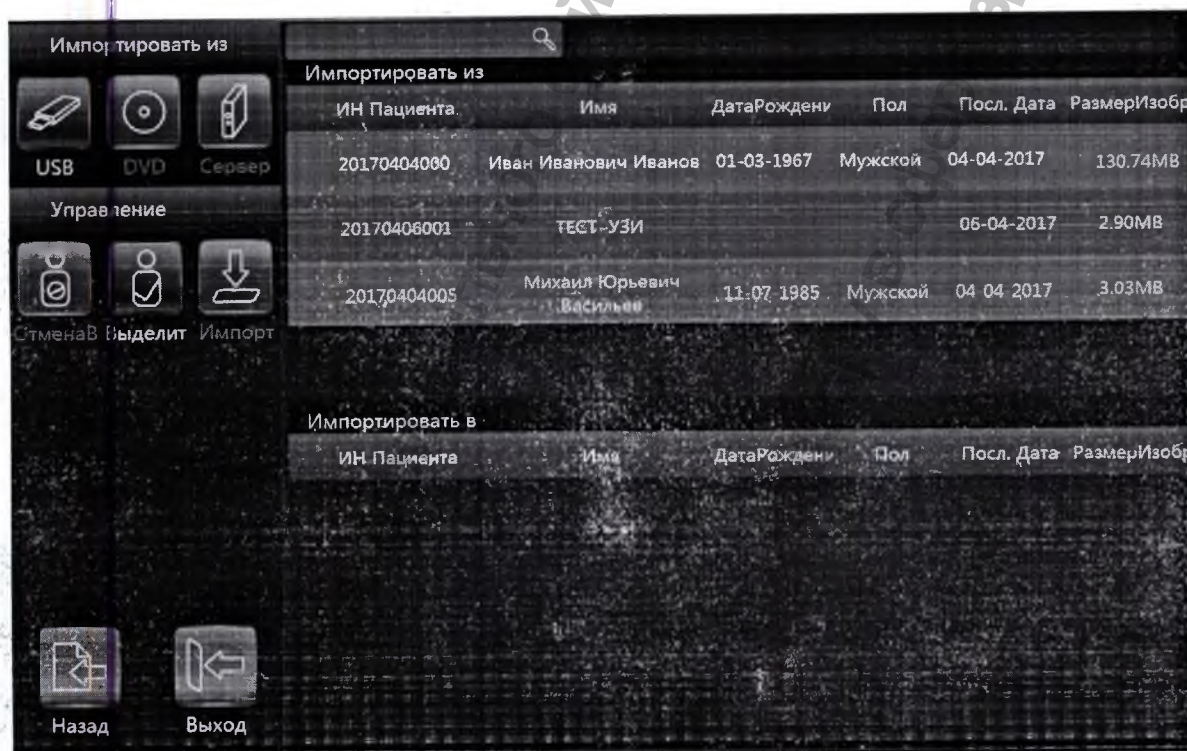 Импортировать из
USB
DVD
Сервер
Управление
ОтменаВ
Выделит
Импорт
Назад
Выход
Импортировать из
ИН Пациента Имя ДатаРождени Пол Посл. Дата РазмерИзобр
20170404000 Иван Иванович Иванов 01-03-1967 Мужской 04-04-2017 130.74MB
20170406001 ТЕСТ-УЗИ 06-04-2017 2.90MB
20170404005 Михаил Юрьевич 11-07-1985 Мужской 04-04-2017 3.03MB
Васильев
Импортировать в
ИН Пациента Имя ДатаРождени Пол Посл. Дата РазмерИзобр